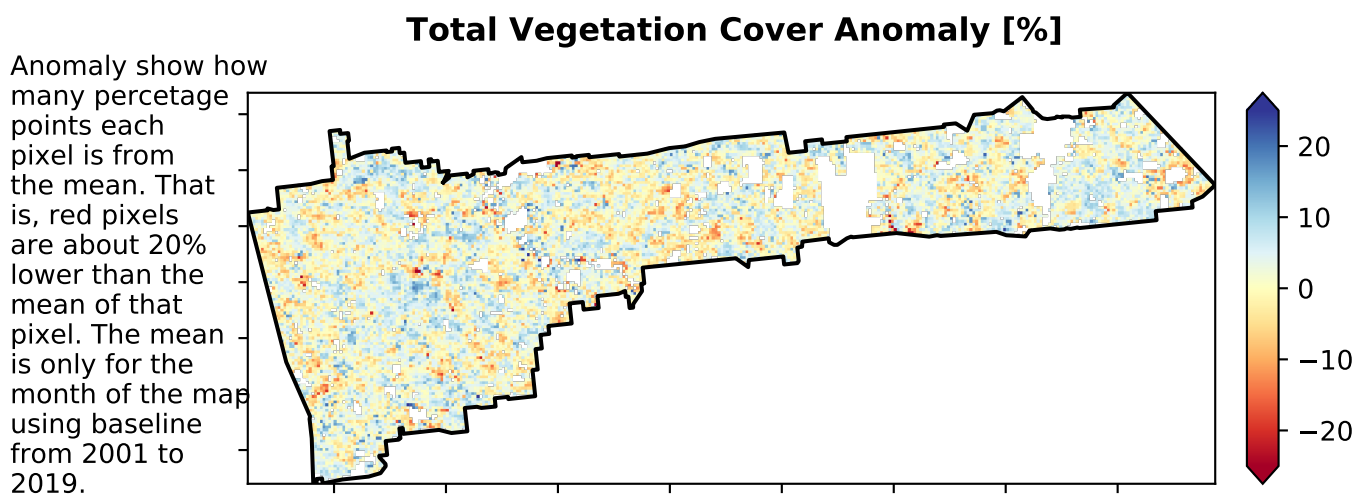 Total Vegetation Cover Anomaly [%]
Anomaly show how
many percetage
points each
pixel is from
the mean. That
is, red pixels
are about 20%
lower than the
mean of that
pixel. The mean
is only for the
month of the map
using baseline
from 2001 to
2019.
20
10
0
−10
−20